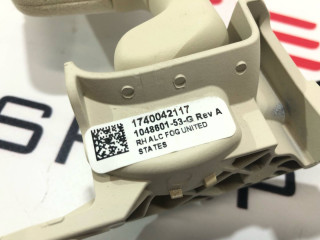 1740042117
1048601-53-G Rev A
RH ALC FOG UNITED
STATES